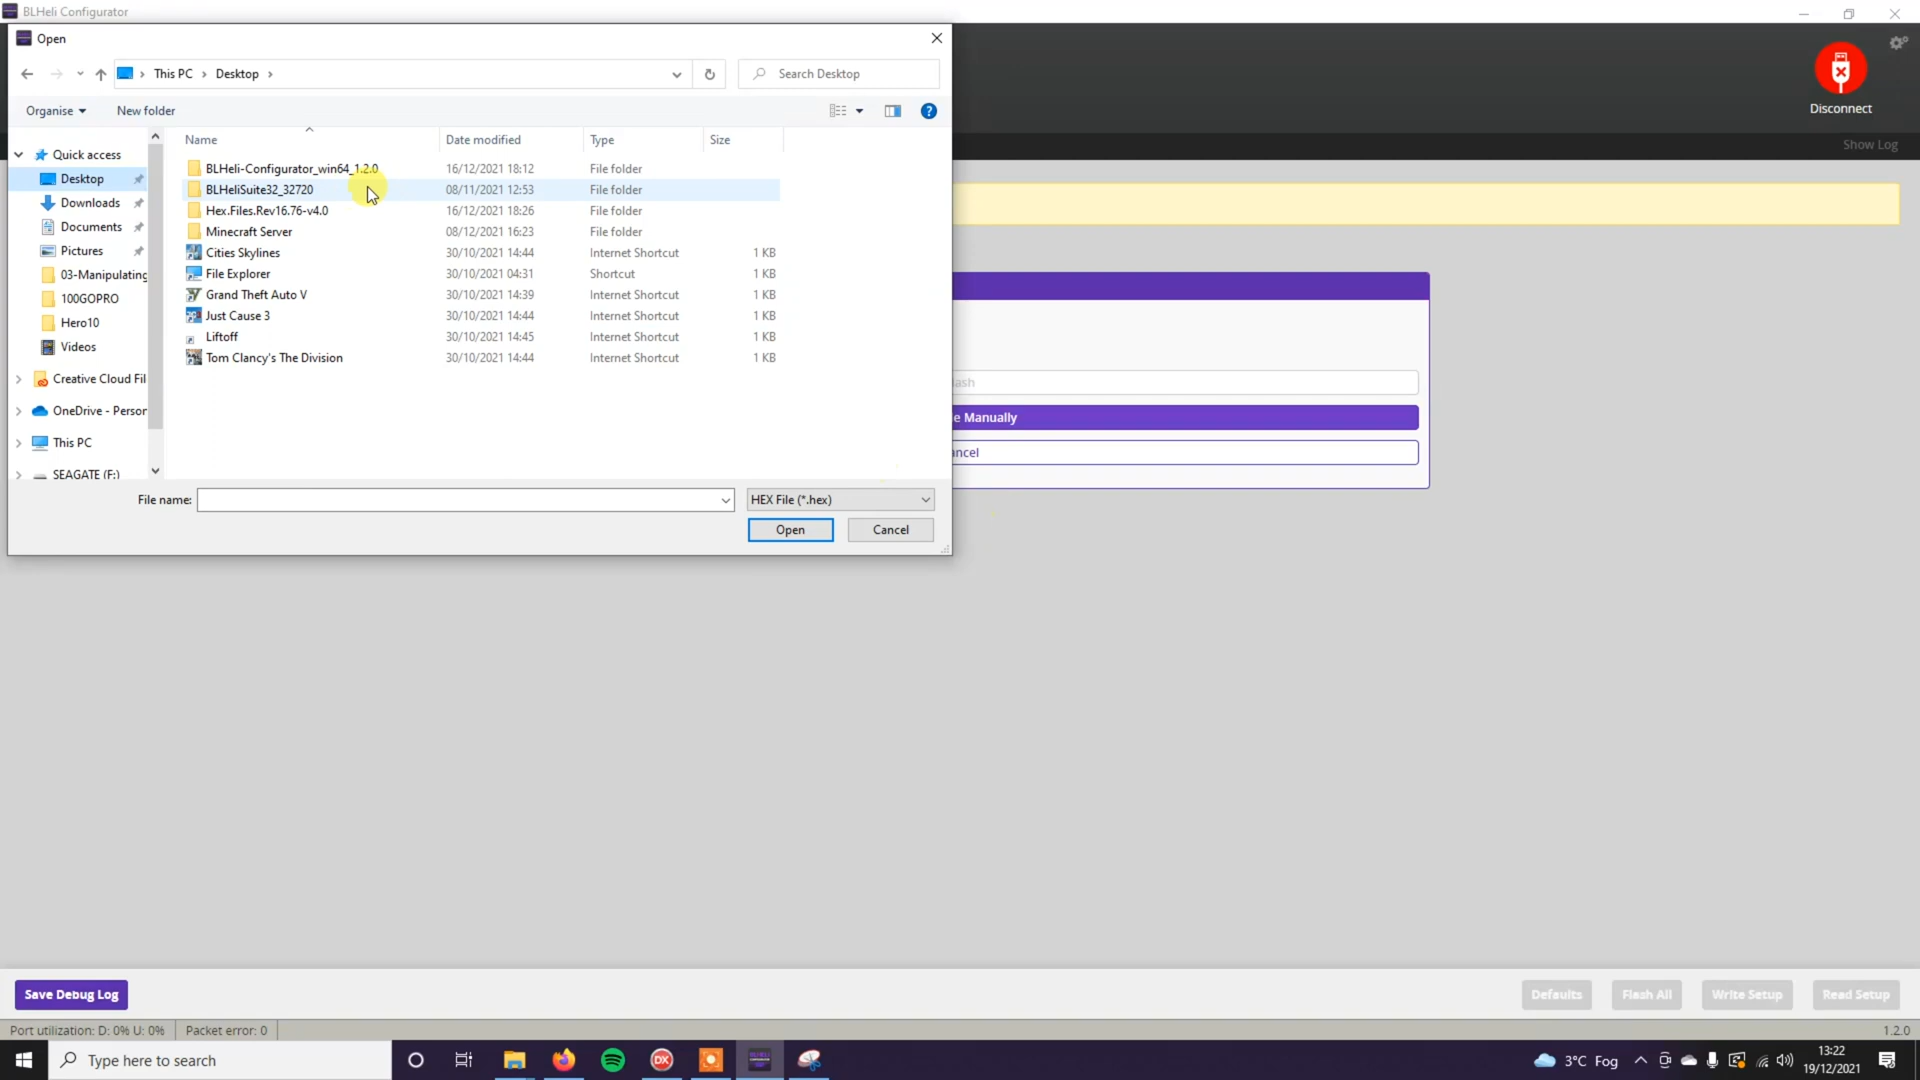 BLHeli Configurator
Open
This PC
Desktop
Search Desktop
Disconnect
Organise
New folder
Show Log
Name
Date modified
Type
Size
Quick access
Desktop
Downloads
Documents
Pictures
03-Manipulating
100GOPRO
Hero10
Videos
Creative Cloud Fil
OneDrive - Person
This PC
SEAGATE (F:)
BLHeli-Configurator_win64_1.2.0 16/12/2021 18:12 File folder
BLHeliSuite32_32720 08/11/2021 12:53 File folder
Hex.Files.Rev16.76-v4.0 16/12/2021 18:26 File folder
Minecraft Server 08/12/2021 16:23 File folder
Cities Skylines 30/10/2021 14:44 Internet Shortcut 1 KB
File Explorer 30/10/2021 04:31 Shortcut 1 KB
Grand Theft Auto V 30/10/2021 14:39 Internet Shortcut 1 KB
Just Cause 3 30/10/2021 14:44 Internet Shortcut 1 KB
Liftoff 30/10/2021 14:45 Internet Shortcut 1 KB
Tom Clancy's The Division 30/10/2021 14:44 Internet Shortcut 1 KB
lash
e Manually
ancel
File name:
HEX File (*.hex)
Open
Cancel
Save Debug Log
Defaults
Flash All
Write Setup
Read Setup
Port utilization: D: 0% U: 0%
Packet error: 0
1.2.0
Type here to search
DX
3°C Fog
13:22
19/12/2021